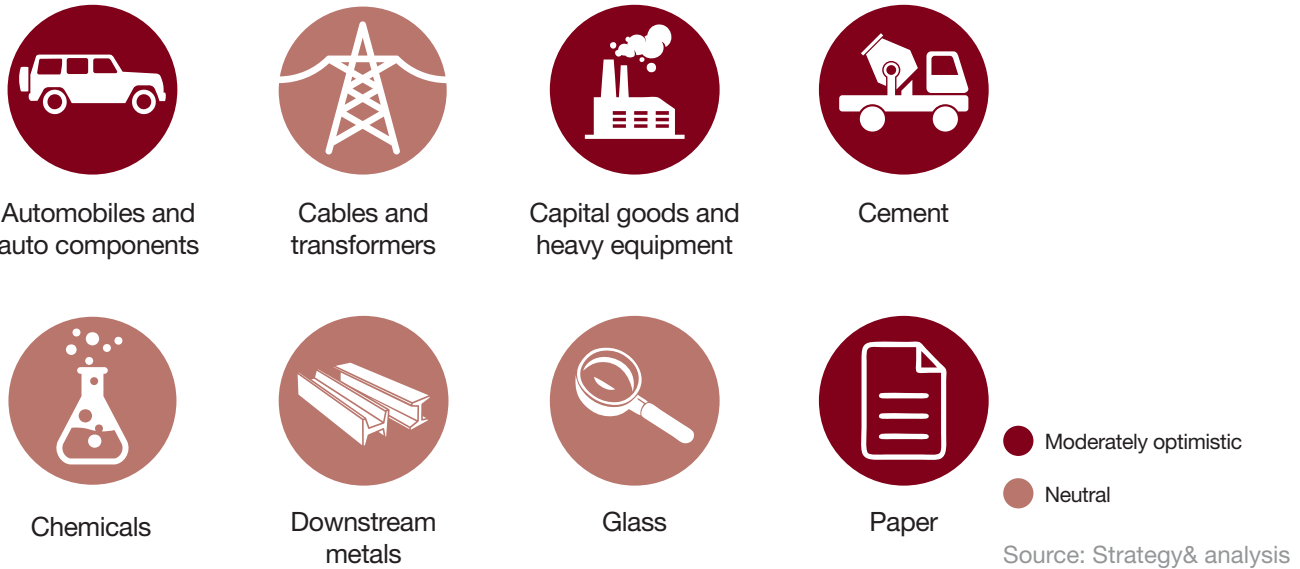 Automobiles and
auto components
Cables and
transformers
Capital goods and
heavy equipment
Cement
Chemicals
Downstream
metals
Glass
Paper
Moderately optimistic
Neutral
Source: Strategy& analysis